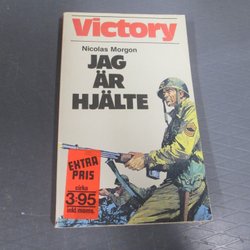 Victory
Nicolas Morgon
JAG
ÄR
HJÄLTE
EXTRA
PRIS
cirka
3.95
inkl. moms.